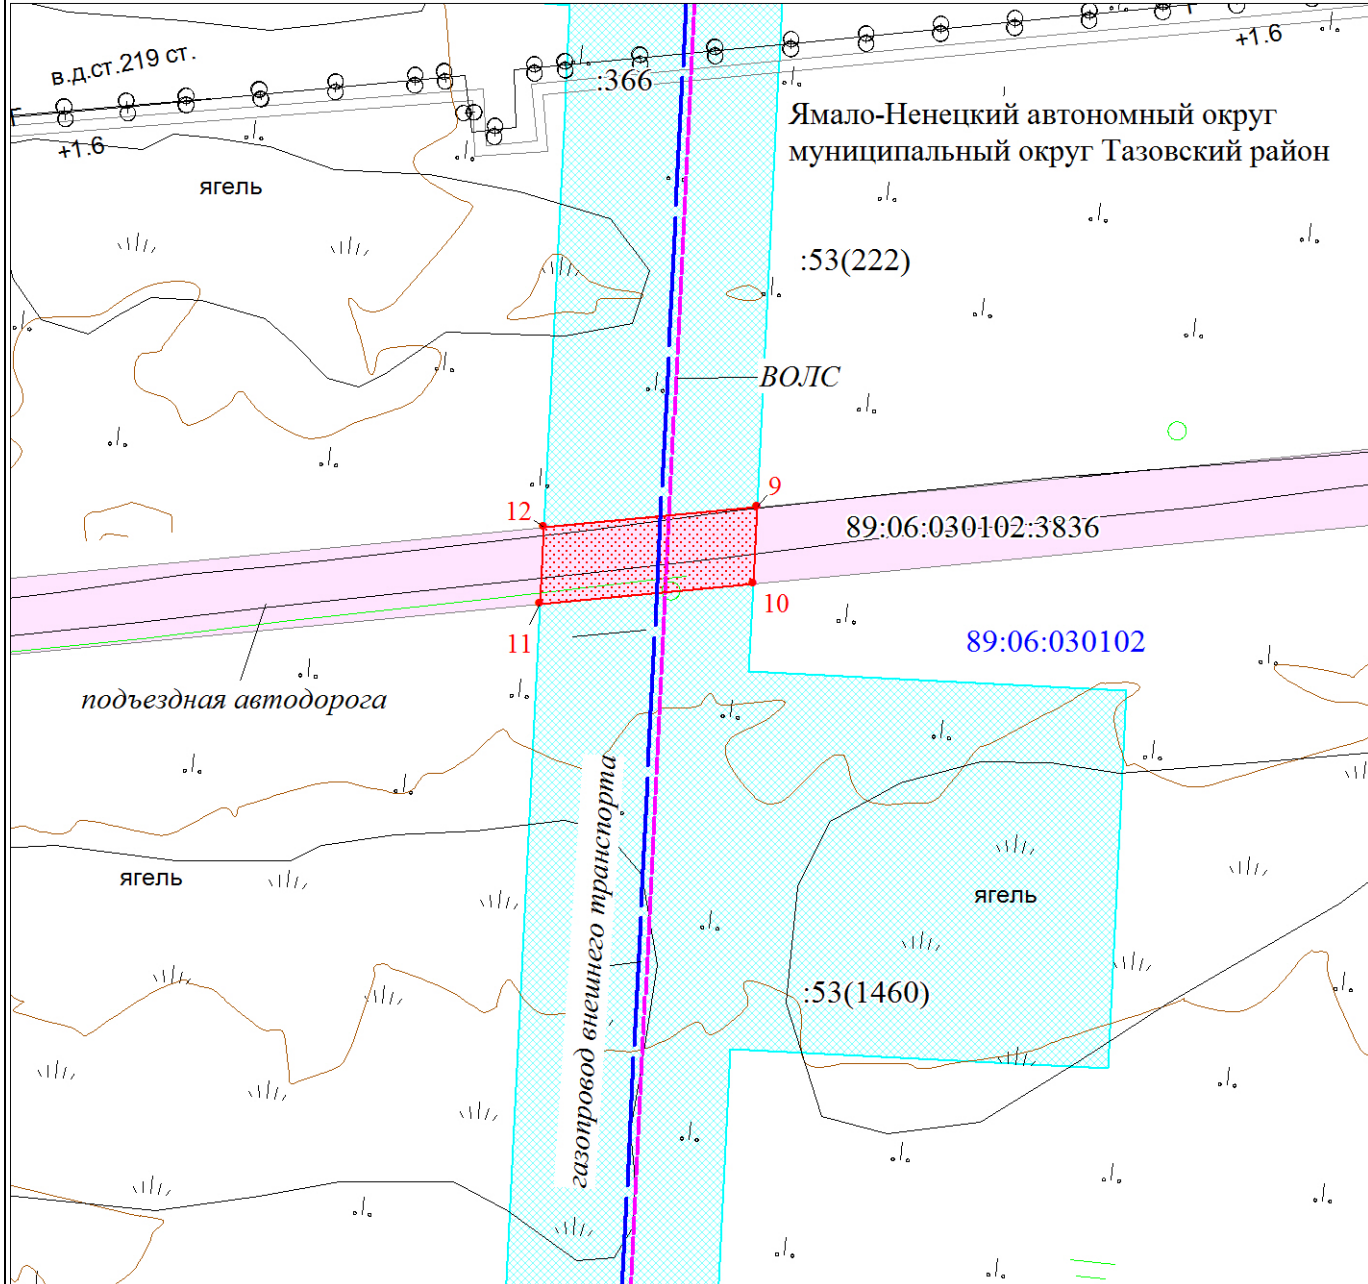 в.д.ст.219 ст.
:366
+1.6
Г
Г
+1.6
Ямало-Ненецкий автономный округ
муниципальный округ Тазовский район
ягель
:53(222)
ВОЛС
9
12
89:06:030102:3836
10
11
89:06:030102
подъездная автодорога
газопровод внешнего транспорта
ягель
ягель
:53(1460)